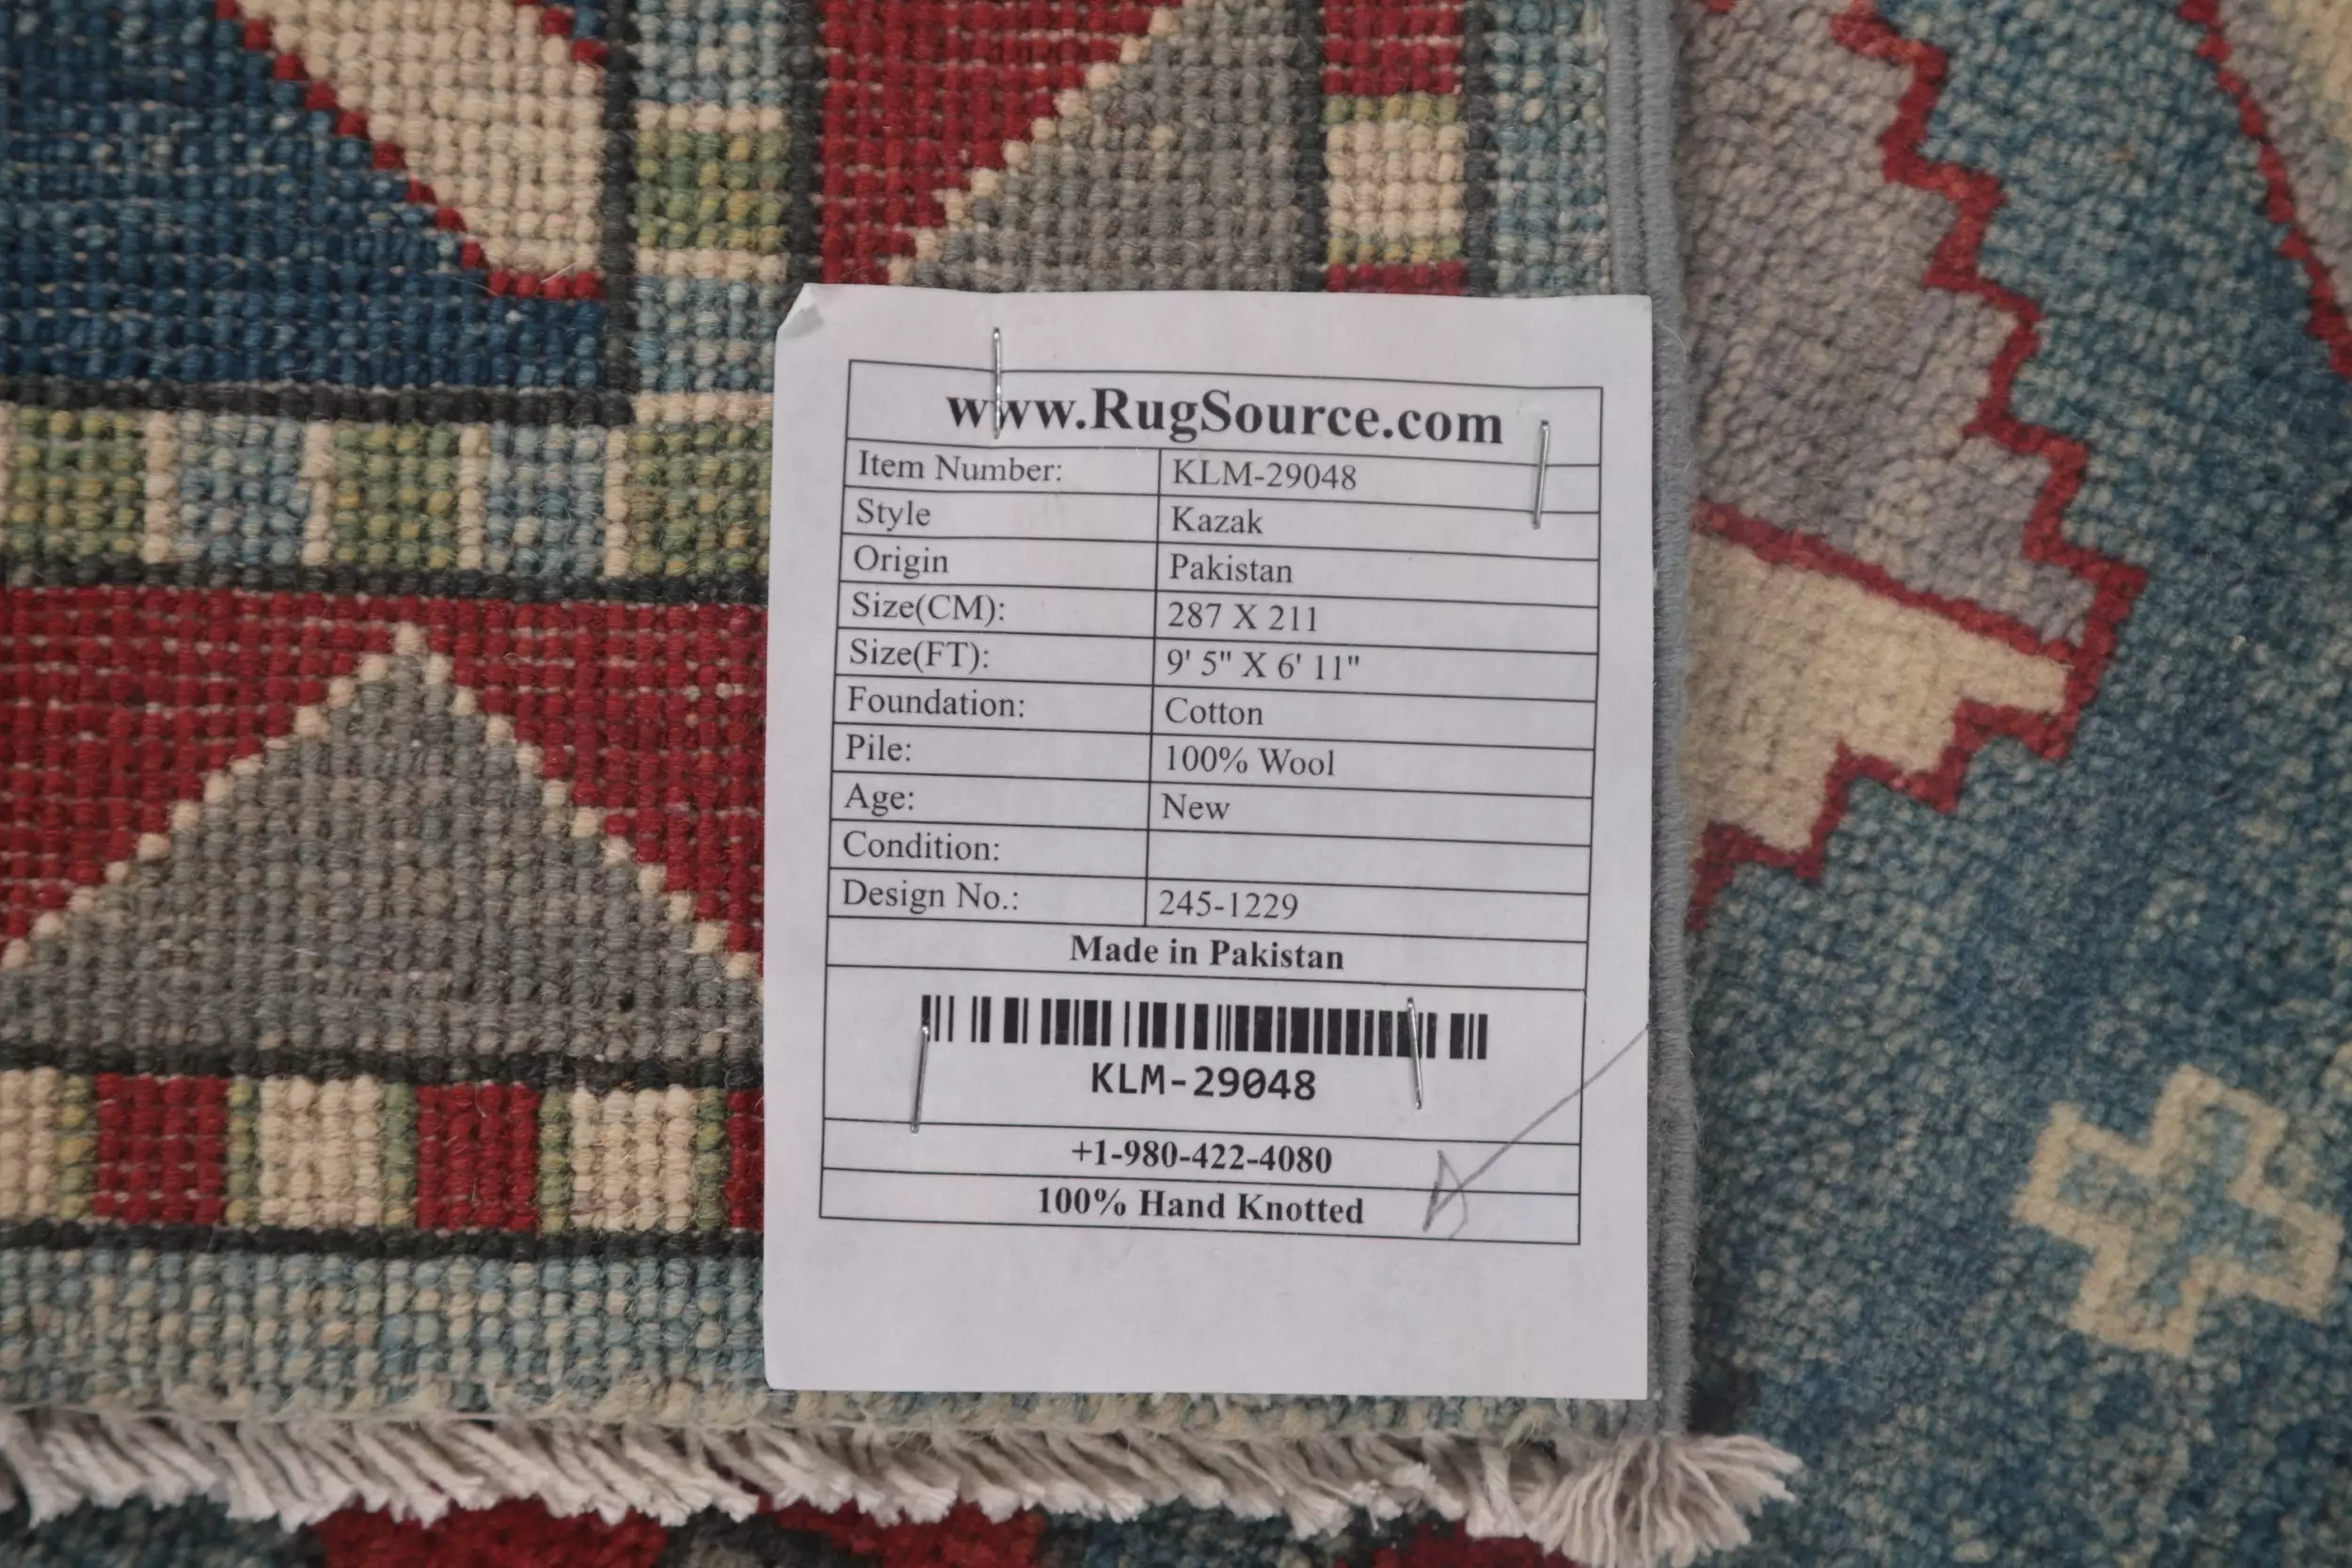 www.RugSource.com
Item Number: KLM-29048
Style Kazak
Origin Pakistan
Size(CM): 287 X 211
Size(FT): 9' 5" X 6' 11"
Foundation: Cotton
Pile: 100% Wool
Age: New
Condition:
Design No.: 245-1229
Made in Pakistan
KLM-29048
+1-980-422-4080
100% Hand Knotted